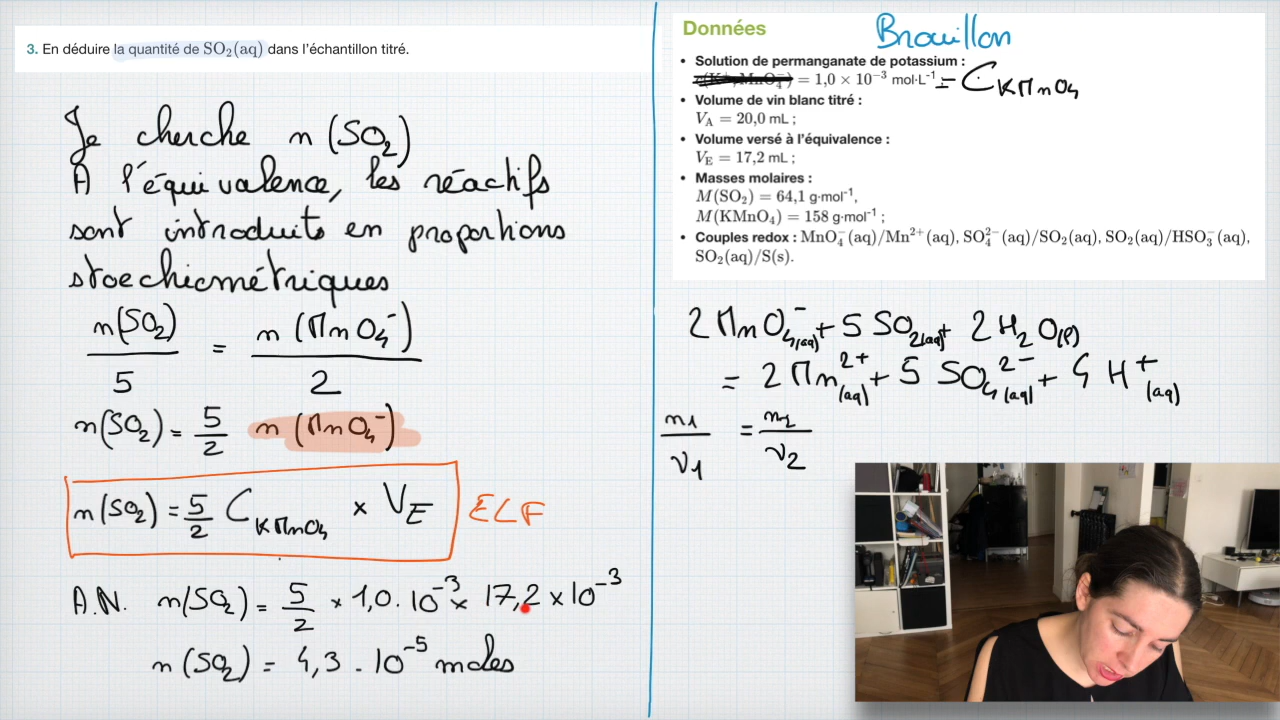 3. En déduire la quantité de SO₂(aq) dans l'échantillon titré.
Je cherche n (SO₂)
A l'équivalence, les réactifs
sont introduits en proportions
stoechiométriques
n(SO₂)/5 = n (MnO₄⁻)/2
n(SO₂) = 5/2 n (MnO₄⁻)
n(SO₂) = 5/2 C_KMnO₄ × V_E ELF
A.N. n(SO₂) = 5/2 × 1,0 . 10⁻³ × 17,2 × 10⁻³
n (SO₂) = 4,3 . 10⁻⁵ moles
Données Brouillon
• Solution de permanganate de potassium :
= 1,0 × 10⁻³ mol·L⁻¹ = C_KMnO₄
• Volume de vin blanc titré :
V_A = 20,0 mL ;
• Volume versé à l'équivalence :
V_E = 17,2 mL ;
• Masses molaires :
M(SO₂) = 64,1 g·mol⁻¹,
M(KMnO₄) = 158 g·mol⁻¹ ;
• Couples redox : MnO₄⁻(aq)/Mn²⁺(aq), SO₄²⁻(aq)/SO₂(aq), SO₂(aq)/HSO₃⁻(aq),
SO₂(aq)/S(s).
2 MnO₄⁻(aq) + 5 SO₂(aq) + 2 H₂O(l)
= 2 Mn²⁺(aq) + 5 SO₄²⁻(aq) + 4 H⁺(aq)
n₁/ν₁ = n₂/ν₂